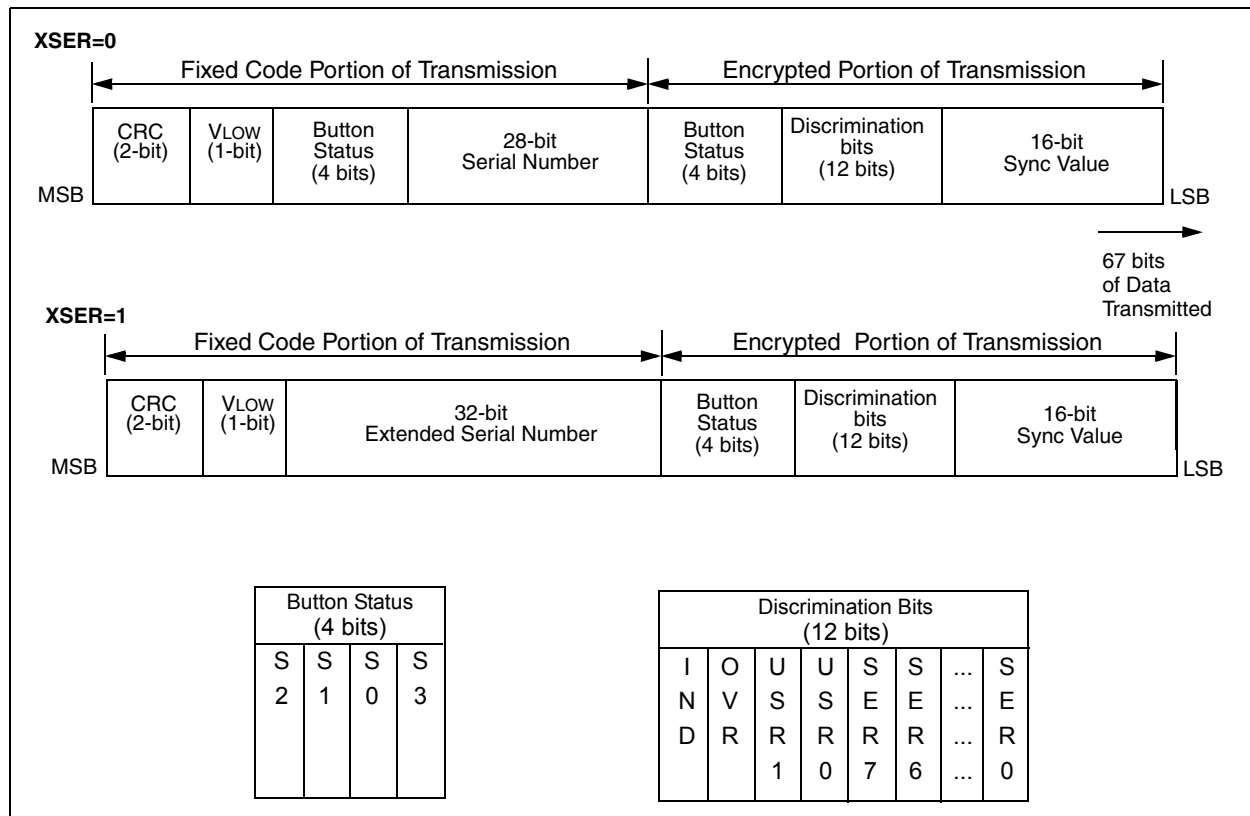 XSER=0
Fixed Code Portion of Transmission
Encrypted Portion of Transmission
CRC
(2-bit)
VLOW
(1-bit)
Button
Status
(4 bits)
28-bit
Serial Number
Button
Status
(4 bits)
Discrimination
bits
(12 bits)
16-bit
Sync Value
MSB
LSB
67 bits
of Data
Transmitted
XSER=1
Fixed Code Portion of Transmission
Encrypted Portion of Transmission
CRC
(2-bit)
VLOW
(1-bit)
32-bit
Extended Serial Number
Button
Status
(4 bits)
Discrimination
bits
(12 bits)
16-bit
Sync Value
MSB
LSB
Button Status
(4 bits)
S S S S
2 1 0 3
Discrimination Bits
(12 bits)
I O U U S S ... S
N V S S E E ... E
D R R R R R ... R
1 0 7 6 ... 0